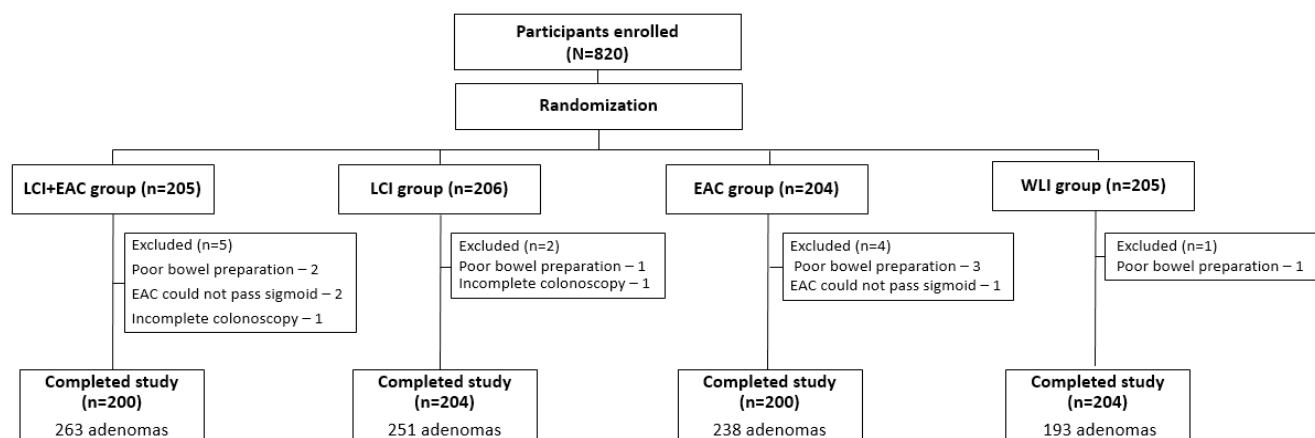 Participants enrolled
(N=820)
Randomization
LCI+EAC group (n=205)
LCI group (n=206)
EAC group (n=204)
WLI group (n=205)
Excluded (n=5)
Poor bowel preparation – 2
EAC could not pass sigmoid – 2
Incomplete colonoscopy – 1
Excluded (n=2)
Poor bowel preparation – 1
Incomplete colonoscopy – 1
Excluded (n=4)
Poor bowel preparation – 3
EAC could not pass sigmoid – 1
Excluded (n=1)
Poor bowel preparation – 1
Completed study
(n=200)
263 adenomas
Completed study
(n=204)
251 adenomas
Completed study
(n=200)
238 adenomas
Completed study
(n=204)
193 adenomas